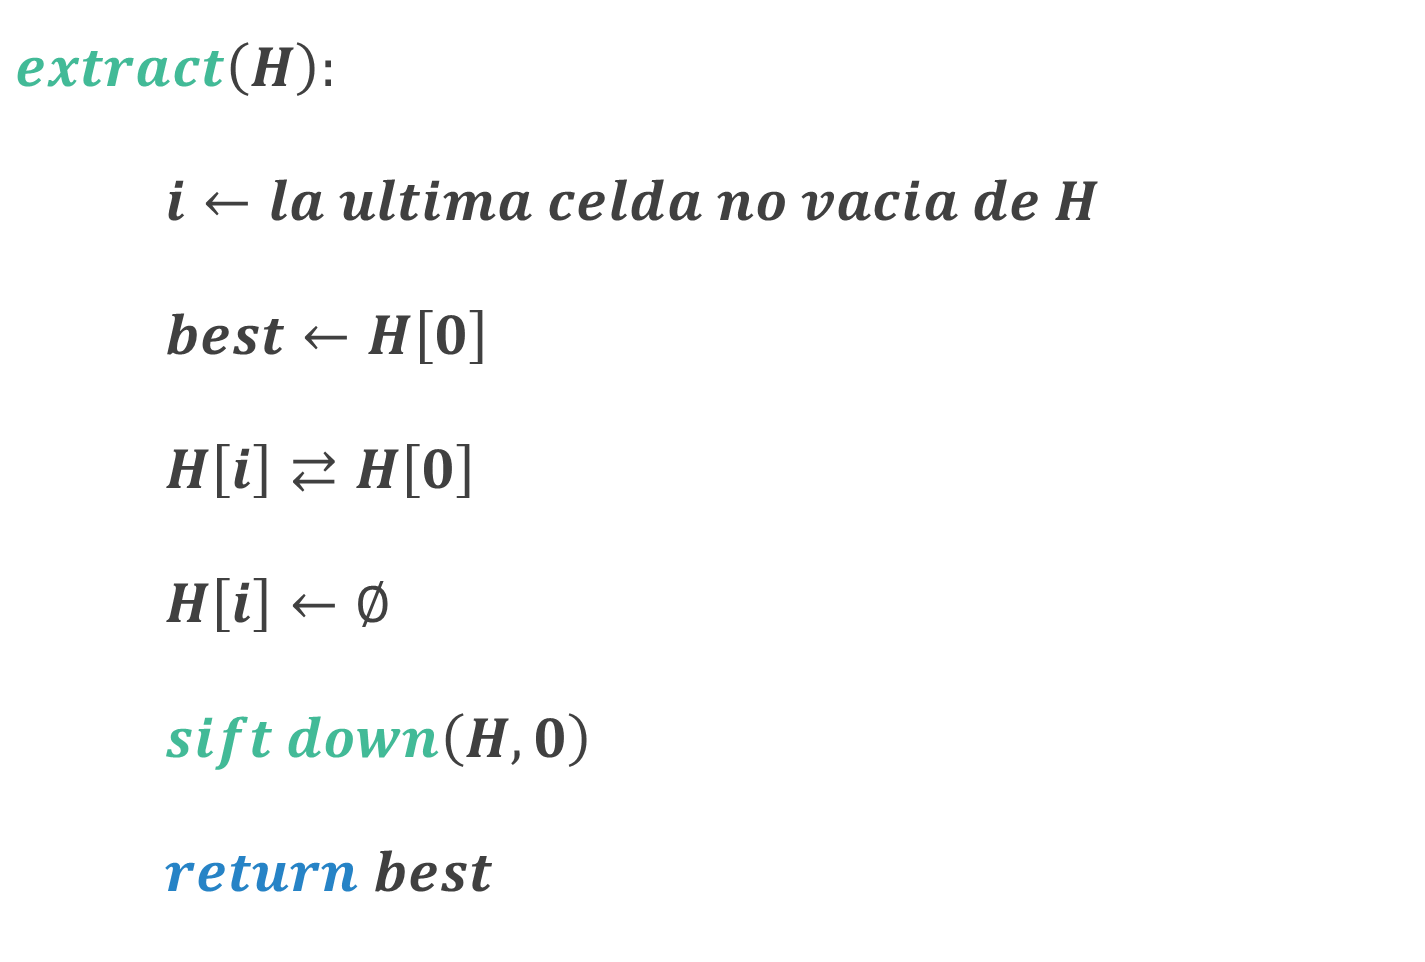 extract(H):
i ← la ultima celda no vacia de H
best ← H[0]
H[i] ⇄ H[0]
H[i] ← ∅
sift down(H, 0)
return best